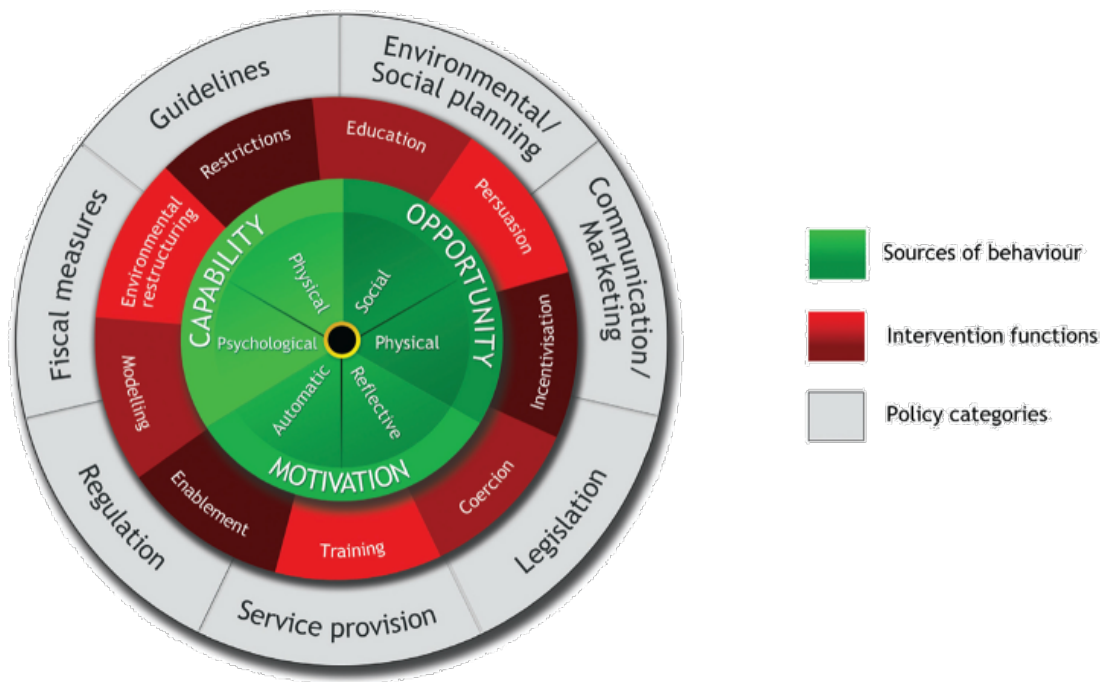 Guidelines
Environmental/
Social planning
Communication/
Marketing
Legislation
Service provision
Regulation
Fiscal measures
Restrictions
Education
Persuasion
Incentivisation
Coercion
Training
Enablement
Modelling
Environmental
restructuring
CAPABILITY
OPPORTUNITY
MOTIVATION
Physical
Social
Psychological
Physical
Automatic
Reflective
Sources of behaviour
Intervention functions
Policy categories